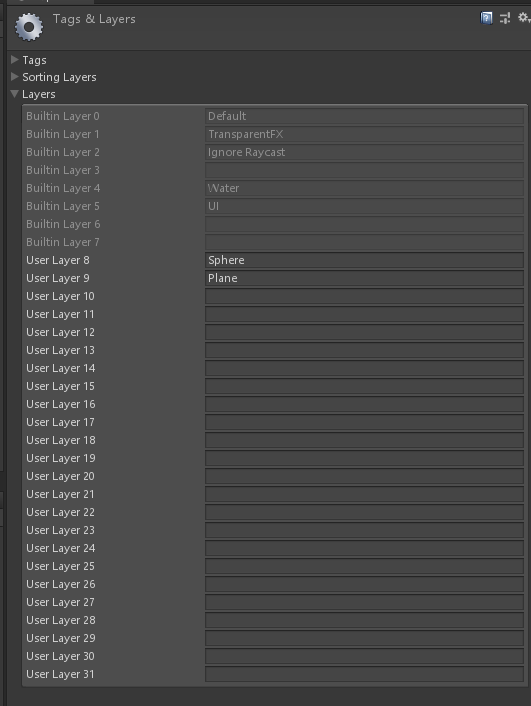 Tags & Layers
Tags
Sorting Layers
Layers
Builtin Layer 0 Default
Builtin Layer 1 TransparentFX
Builtin Layer 2 Ignore Raycast
Builtin Layer 3
Builtin Layer 4 Water
Builtin Layer 5 UI
Builtin Layer 6
Builtin Layer 7
User Layer 8 Sphere
User Layer 9 Plane
User Layer 10
User Layer 11
User Layer 12
User Layer 13
User Layer 14
User Layer 15
User Layer 16
User Layer 17
User Layer 18
User Layer 19
User Layer 20
User Layer 21
User Layer 22
User Layer 23
User Layer 24
User Layer 25
User Layer 26
User Layer 27
User Layer 28
User Layer 29
User Layer 30
User Layer 31